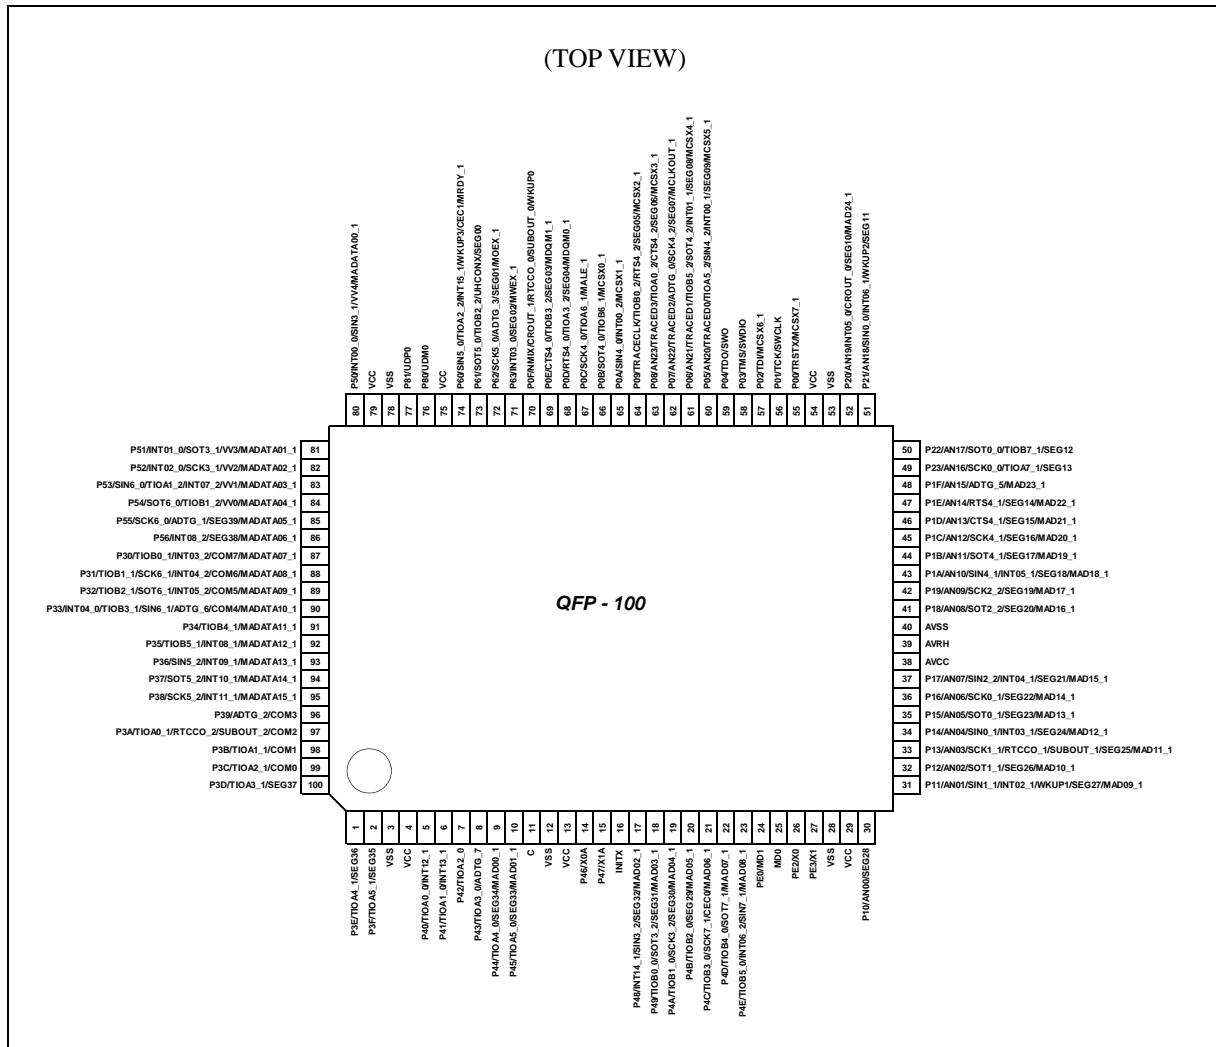 (TOP VIEW)
P50/INT00_0/SIN3_1/VV4/MADATA00_1
VCC
VSS
P81/UDP0
P80/UDM0
VCC
P60/SIN5_0/TIOA2_2/INT15_1/WKUP3/CEC1/MRDY_1
P61/SOT5_0/TIOB2_2/UHCONX/SEG00
P62/SCK5_0/ADTG_3/SEG01/MOEX_1
P63/INT03_0/SEG02/MWEX_1
P0F/NMIX/CROUT_1/RTCCO_0/SUBOUT_0/WKUP0
P0E/CTS4_0/TIOB3_2/SEG03/MDQM1_1
P0D/RTS4_0/TIOA3_2/SEG04/MDQM0_1
P0C/SCK4_0/TIOA6_1/MALE_1
P0B/SOT4_0/TIOB6_1/MCSX0_1
P0A/SIN4_0/INT00_2/MCSX1_1
P09/TRACECLK/TIOB0_2/RTS4_2/SEG05/MCSX2_1
P08/AN23/TRACED3/TIOA0_2/CTS4_2/SEG06/MCSX3_1
P07/AN22/TRACED2/ADTG_0/SCK4_2/SEG07/MCLKOUT_1
P06/AN21/TRACED1/TIOB5_2/SOT4_2/INT01_1/SEG08/MCSX4_1
P05/AN20/TRACED0/TIOA5_2/SIN4_2/INT00_1/SEG09/MCSX5_1
P04/TDO/SWO
P03/TMS/SWDIO
P02/TDI/MCSX6_1
P01/TCK/SWCLK
P00/TRSTX/MCSX7_1
VCC
VSS
P20/AN19/INT05_0/CROUT_0/SEG10/MAD24_1
P21/AN18/SIN0_0/INT06_1/WKUP2/SEG11
80 79 78 77 76 75 74 73 72 71 70 69 68 67 66 65 64 63 62 61 60 59 58 57 56 55 54 53 52 51
P51/INT01_0/SOT3_1/VV3/MADATA01_1 81
P52/INT02_0/SCK3_1/VV2/MADATA02_1 82
P53/SIN6_0/TIOA1_2/INT07_2/VV1/MADATA03_1 83
P54/SOT6_0/TIOB1_2/VV0/MADATA04_1 84
P55/SCK6_0/ADTG_1/SEG39/MADATA05_1 85
P56/INT08_2/SEG38/MADATA06_1 86
P30/TIOB0_1/INT03_2/COM7/MADATA07_1 87
P31/TIOB1_1/SCK6_1/INT04_2/COM6/MADATA08_1 88
P32/TIOB2_1/SOT6_1/INT05_2/COM5/MADATA09_1 89
P33/INT04_0/TIOB3_1/SIN6_1/ADTG_6/COM4/MADATA10_1 90
P34/TIOB4_1/MADATA11_1 91
P35/TIOB5_1/INT08_1/MADATA12_1 92
P36/SIN5_2/INT09_1/MADATA13_1 93
P37/SOT5_2/INT10_1/MADATA14_1 94
P38/SCK5_2/INT11_1/MADATA15_1 95
P39/ADTG_2/COM3 96
P3A/TIOA0_1/RTCCO_2/SUBOUT_2/COM2 97
P3B/TIOA1_1/COM1 98
P3C/TIOA2_1/COM0 99
P3D/TIOA3_1/SEG37 100
QFP - 100
50 P22/AN17/SOT0_0/TIOB7_1/SEG12
49 P23/AN16/SCK0_0/TIOA7_1/SEG13
48 P1F/AN15/ADTG_5/MAD23_1
47 P1E/AN14/RTS4_1/SEG14/MAD22_1
46 P1D/AN13/CTS4_1/SEG15/MAD21_1
45 P1C/AN12/SCK4_1/SEG16/MAD20_1
44 P1B/AN11/SOT4_1/SEG17/MAD19_1
43 P1A/AN10/SIN4_1/INT05_1/SEG18/MAD18_1
42 P19/AN09/SCK2_2/SEG19/MAD17_1
41 P18/AN08/SOT2_2/SEG20/MAD16_1
40 AVSS
39 AVRH
38 AVCC
37 P17/AN07/SIN2_2/INT04_1/SEG21/MAD15_1
36 P16/AN06/SCK0_1/SEG22/MAD14_1
35 P15/AN05/SOT0_1/SEG23/MAD13_1
34 P14/AN04/SIN0_1/INT03_1/SEG24/MAD12_1
33 P13/AN03/SCK1_1/RTCCO_1/SUBOUT_1/SEG25/MAD11_1
32 P12/AN02/SOT1_1/SEG26/MAD10_1
31 P11/AN01/SIN1_1/INT02_1/WKUP1/SEG27/MAD09_1
1 2 3 4 5 6 7 8 9 10 11 12 13 14 15 16 17 18 19 20 21 22 23 24 25 26 27 28 29 30
P3E/TIOA4_1/SEG36
P3F/TIOA5_1/SEG35
VSS
VCC
P40/TIOA0_0/INT12_1
P41/TIOA1_0/INT13_1
P42/TIOA2_0
P43/TIOA3_0/ADTG_7
P44/TIOA4_0/SEG34/MAD00_1
P45/TIOA5_0/SEG33/MAD01_1
C
VSS
VCC
P46/X0A
P47/X1A
INITX
P48/INT14_1/SIN3_2/SEG32/MAD02_1
P49/TIOB0_0/SOT3_2/SEG31/MAD03_1
P4A/TIOB1_0/SCK3_2/SEG30/MAD04_1
P4B/TIOB2_0/SEG29/MAD05_1
P4C/TIOB3_0/SCK7_1/CEC0/MAD06_1
P4D/TIOB4_0/SOT7_1/MAD07_1
P4E/TIOB5_0/INT06_2/SIN7_1/MAD08_1
PE0/MD1
MD0
PE2/X0
PE3/X1
VSS
VCC
P10/AN00/SEG28